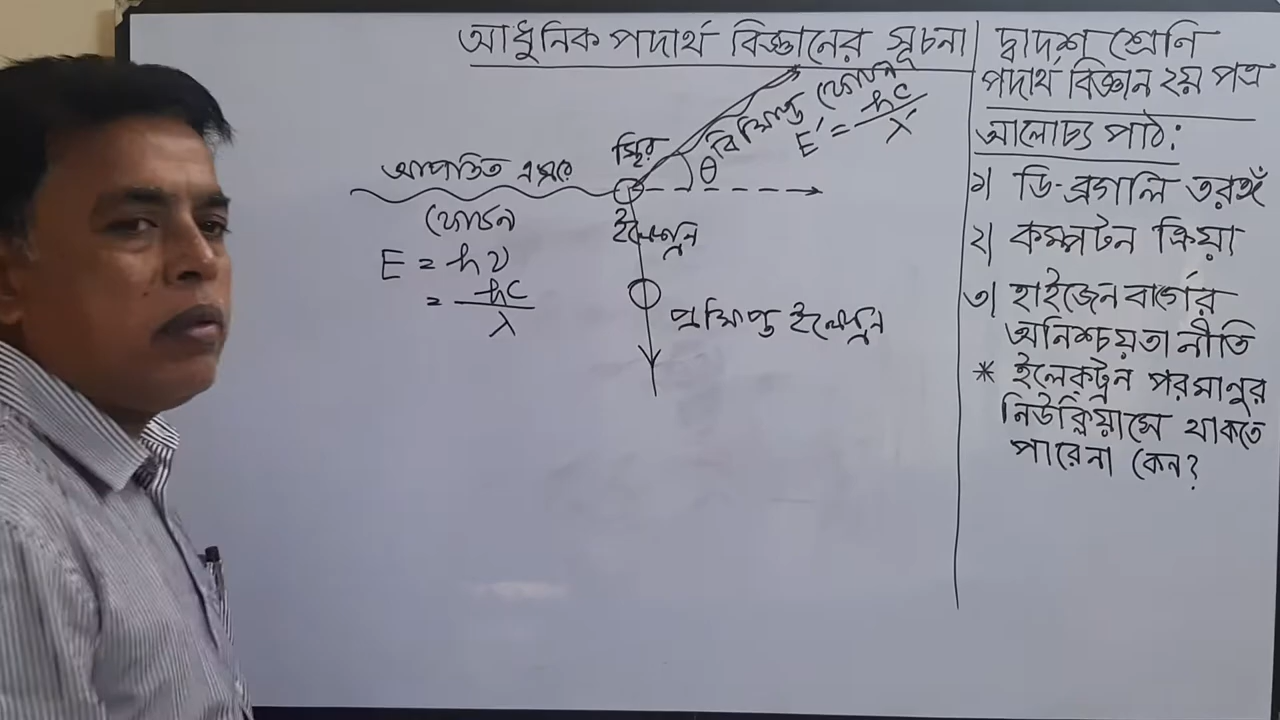 আধুনিক পদার্থ বিজ্ঞানের সূচনা
দ্বাদশ শ্রেণি
পদার্থ বিজ্ঞান ২য় পত্র
আলোচ্য পাঠ:
১) ডি-ব্রগলি তরঙ্গঁ
২) কম্পটন ক্রিয়া
৩) হাইজেনবার্গের
অনিশ্চয়তা নীতি
* ইলেকট্রন পরমানুর
নিউক্লিয়াসে থাকতে
পারেনা কেন?
আপতিত এক্সরে
ফোটন
E = hν
= hc/λ
স্থির
ইলেকট্রন
θ
বিক্ষিপ্ত ফোটন
E' = hc/λ'
প্রক্ষিপ্ত ইলেকট্রন